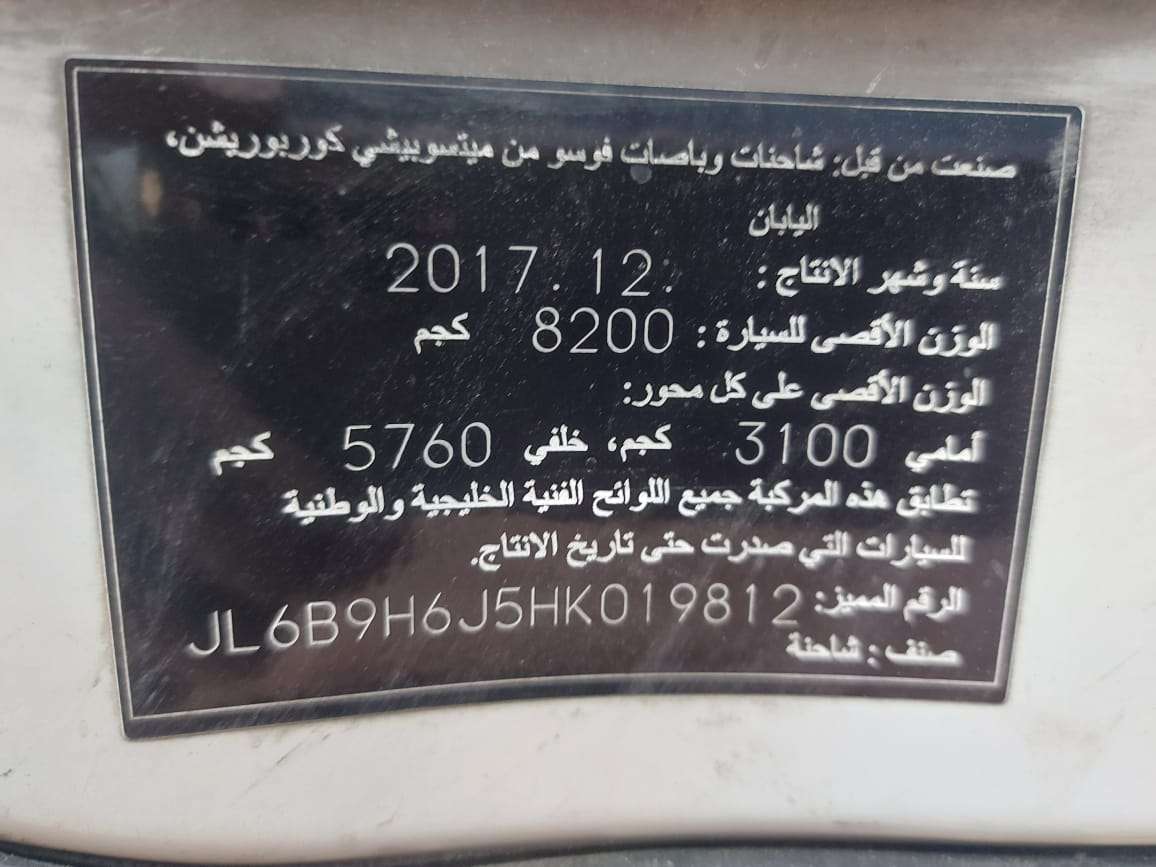 صنعت من قبل: شاحنات وباصات فوسو من ميتسوبيشي كوربوريشن،
اليابان
سنة وشهر الانتاج : 2017.12.
الوزن الأقصى للسيارة : 8200 كجم
الوزن الأقصى على كل محور:
أمامي 3100 كجم، خلفي 5760 كجم
تطابق هذه المركبة جميع اللوائح الفنية الخليجية والوطنية
للسيارات التي صدرت حتى تاريخ الانتاج.
الرقم المميز: JL6B9H6J5HK019812
صنف : شاحنة